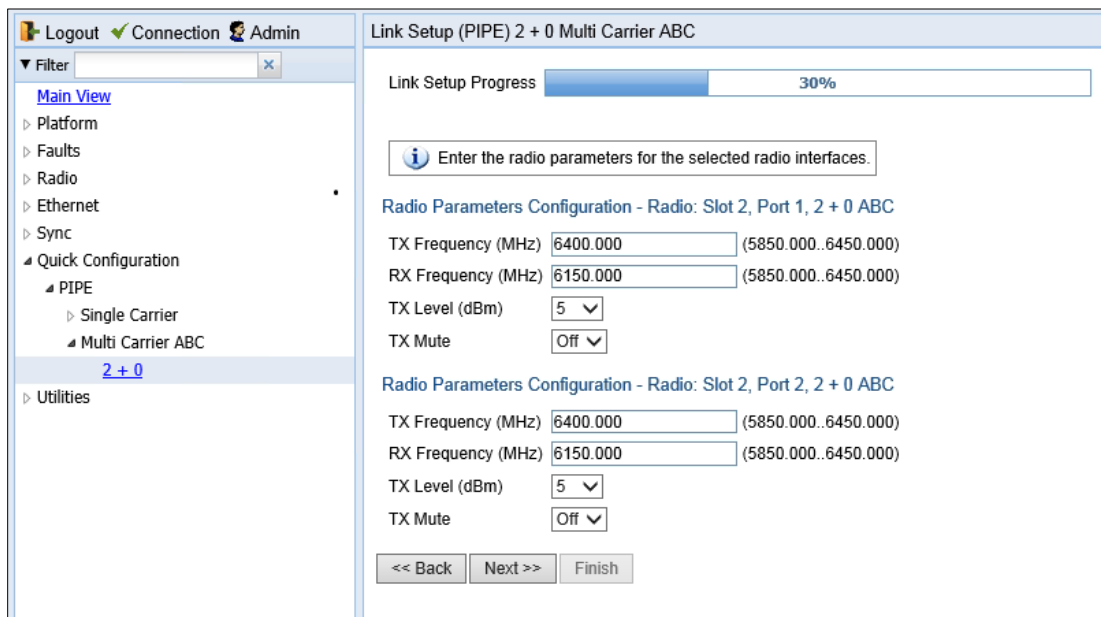 Logout Connection Admin
Filter
Main View
Platform
Faults
Radio
Ethernet
Sync
Quick Configuration
PIPE
Single Carrier
Multi Carrier ABC
2 + 0
Utilities
Link Setup (PIPE) 2 + 0 Multi Carrier ABC
Link Setup Progress 30%
Enter the radio parameters for the selected radio interfaces.
Radio Parameters Configuration - Radio: Slot 2, Port 1, 2 + 0 ABC
TX Frequency (MHz) 6400.000 (5850.000..6450.000)
RX Frequency (MHz) 6150.000 (5850.000..6450.000)
TX Level (dBm) 5
TX Mute Off
Radio Parameters Configuration - Radio: Slot 2, Port 2, 2 + 0 ABC
TX Frequency (MHz) 6400.000 (5850.000..6450.000)
RX Frequency (MHz) 6150.000 (5850.000..6450.000)
TX Level (dBm) 5
TX Mute Off
<< Back Next >> Finish